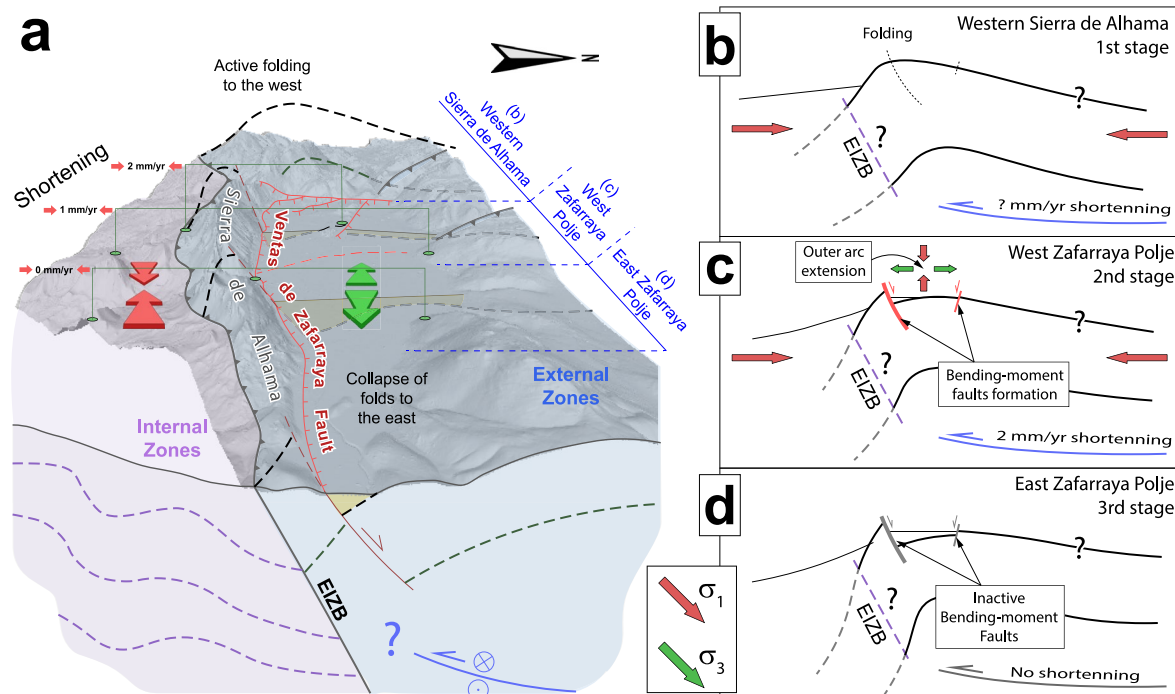 a
N
Active folding
to the west
Shortening
2 mm/yr
1 mm/yr
0 mm/yr
(b)
Western
Sierra de Alhama
(c)
West
Zafarraya
Polje
(d)
East Zafarraya
Polje
Sierra
de
Alhama
Ventas
de
Zafarraya
Fault
Collapse of
folds to
the east
External
Zones
Internal
Zones
EIZB
?
σ1
σ3
b
Western Sierra de Alhama
1st stage
Folding
?
?
EIZB
? mm/yr shortenning
c
West Zafarraya Polje
2nd stage
Outer arc
extension
?
?
EIZB
Bending-moment
faults formation
2 mm/yr shortenning
d
East Zafarraya Polje
3rd stage
?
?
EIZB
Inactive
Bending-moment
Faults
No shortenning